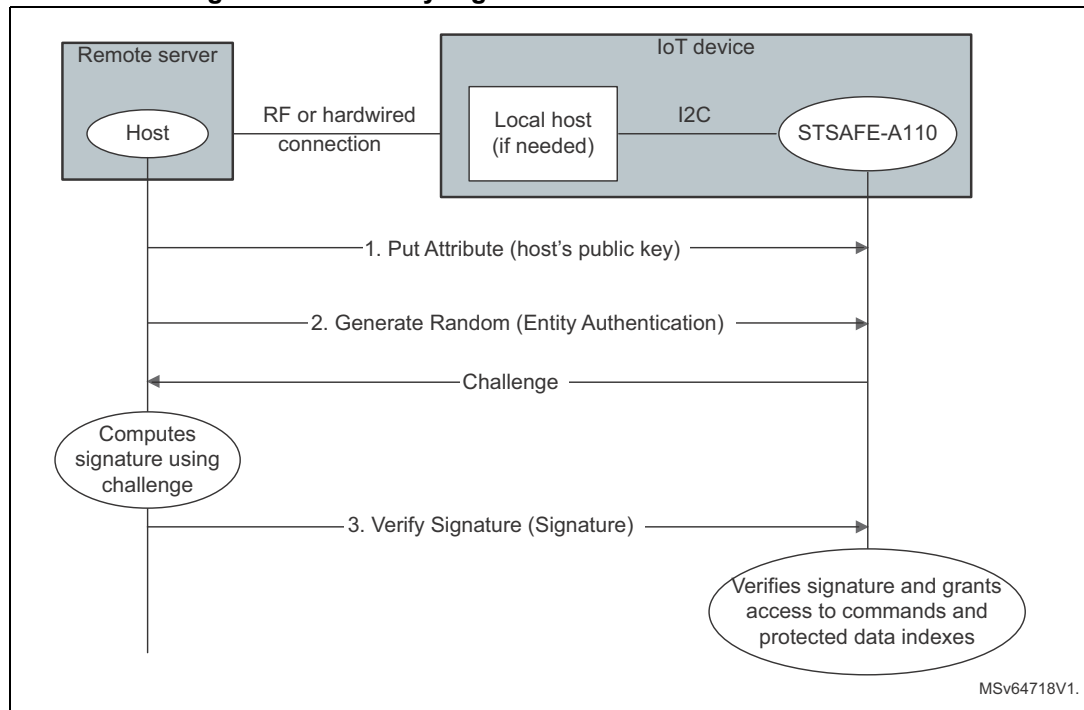 Remote server
IoT device
Host
RF or hardwired
connection
Local host
(if needed)
I2C
STSAFE-A110
1. Put Attribute (host's public key)
2. Generate Random (Entity Authentication)
Challenge
Computes
signature using
challenge
3. Verify Signature (Signature)
Verifies signature and grants
access to commands and
protected data indexes
MSv64718V1.